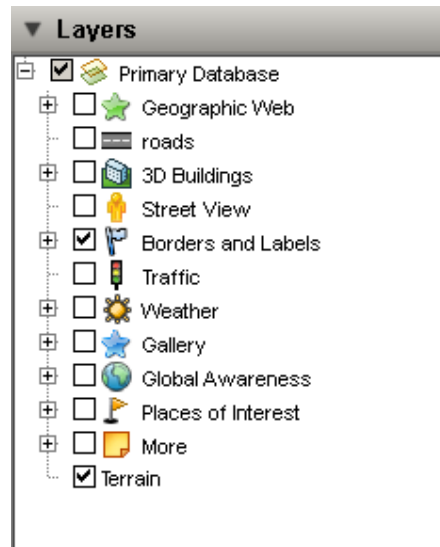 Layers
Primary Database
Geographic Web
roads
3D Buildings
Street View
Borders and Labels
Traffic
Weather
Gallery
Global Awareness
Places of Interest
More
Terrain